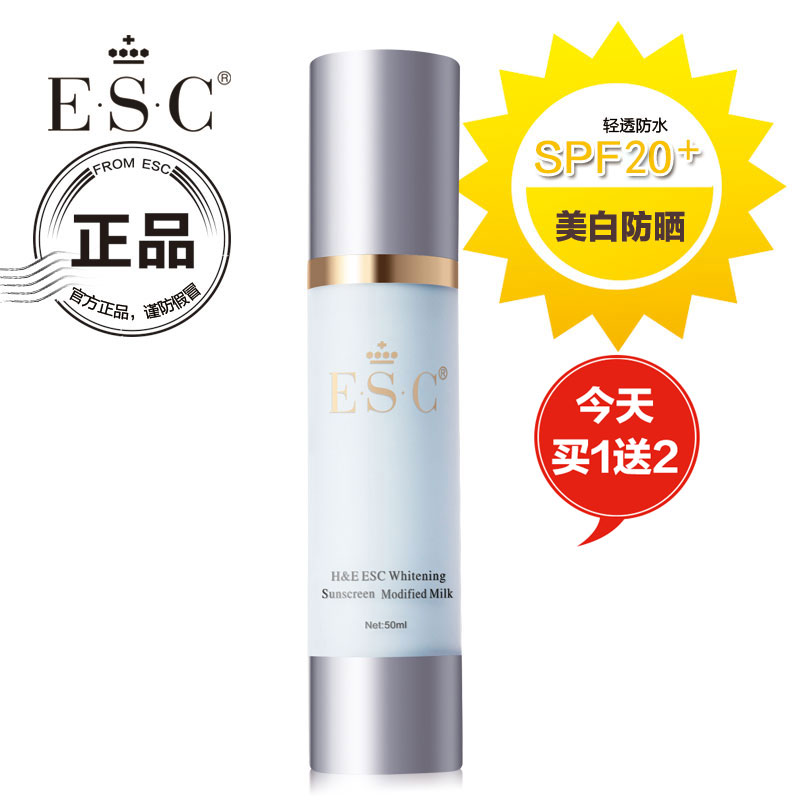 E·S·C®
FROM ESC
正品
官方正品，谨防假冒
轻透防水
SPF20+
美白防晒
今天
买1送2
E·S·C®
H&E ESC Whitening
Sunscreen Modified Milk
Net:50ml